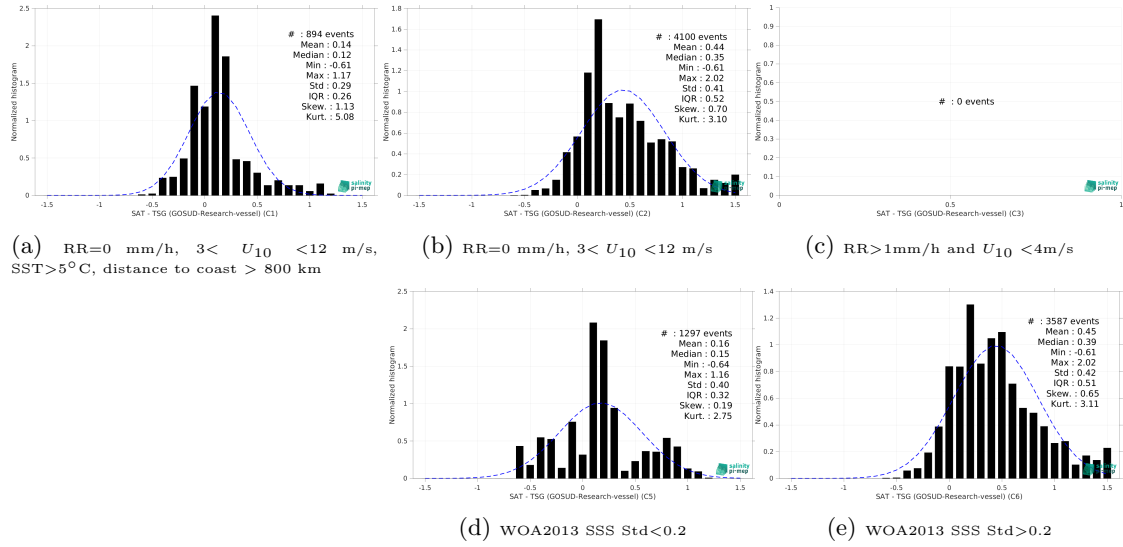 2.5
2
1.5
1
0.5
0
Normalized histogram
# : 894 events
Mean : 0.14
Median : 0.12
Min : -0.61
Max : 1.17
Std : 0.29
IQR : 0.26
Skew. : 1.13
Kurt. : 5.08
salinity
pi-mep
-1.5 -1 -0.5 0 0.5 1 1.5
SAT - TSG (GOSUD-Research-vessel) (C1)
(a) RR=0 mm/h, 3< U10 <12 m/s,
SST>5°C, distance to coast > 800 km
1.8
1.6
1.4
1.2
1
0.8
0.6
0.4
0.2
0
Normalized histogram
# : 4100 events
Mean : 0.44
Median : 0.35
Min : -0.61
Max : 2.02
Std : 0.41
IQR : 0.52
Skew. : 0.70
Kurt. : 3.10
salinity
pi-mep
-1.5 -1 -0.5 0 0.5 1 1.5
SAT - TSG (GOSUD-Research-vessel) (C2)
(b) RR=0 mm/h, 3< U10 <12 m/s
1
0.9
0.8
0.7
0.6
0.5
0.4
0.3
0.2
0.1
0
Normalized histogram
# : 0 events
salinity
pi-mep
0 0.5 1
SAT - TSG (GOSUD-Research-vessel) (C3)
(c) RR>1mm/h and U10 <4m/s
2.5
2
1.5
1
0.5
0
Normalized histogram
# : 1297 events
Mean : 0.16
Median : 0.15
Min : -0.64
Max : 1.16
Std : 0.40
IQR : 0.32
Skew. : 0.19
Kurt. : 2.75
salinity
pi-mep
-1.5 -1 -0.5 0 0.5 1 1.5
SAT - TSG (GOSUD-Research-vessel) (C5)
(d) WOA2013 SSS Std<0.2
1.4
1.2
1
0.8
0.6
0.4
0.2
0
Normalized histogram
# : 3587 events
Mean : 0.45
Median : 0.39
Min : -0.61
Max : 2.02
Std : 0.42
IQR : 0.51
Skew. : 0.65
Kurt. : 3.11
salinity
pi-mep
-1.5 -1 -0.5 0 0.5 1 1.5
SAT - TSG (GOSUD-Research-vessel) (C6)
(e) WOA2013 SSS Std>0.2